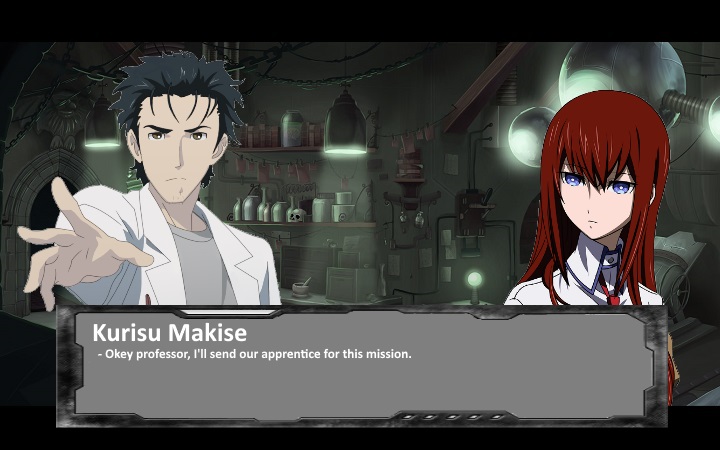 Kurisu Makise
- Okey professor, I'll send our apprentice for this mission.